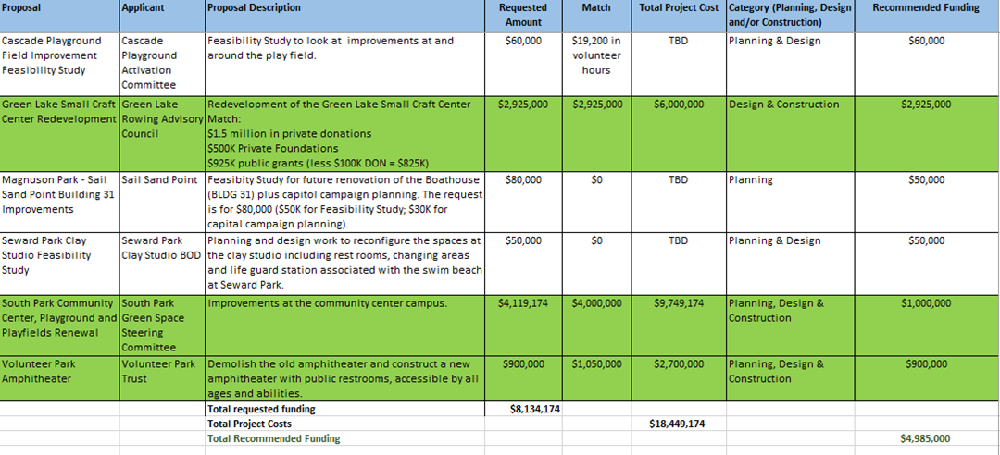 Proposal Applicant Proposal Description Requested Amount Match Total Project Cost Category (Planning, Design and/or Construction) Recommended Funding
Cascade Playground Field Improvement Feasibility Study
Cascade Playground Activation Committee
Feasibility Study to look at improvements at and around the play field.
$60,000
$19,200 in volunteer hours
TBD
Planning & Design
$60,000
Green Lake Small Craft Center Redevelopment
Green Lake Rowing Advisory Council
Redevelopment of the Green Lake Small Craft Center
Match:
$1.5 million in private donations
$500K Private Foundations
$925K public grants (less $100K DON = $825K)
$2,925,000
$2,925,000
$6,000,000
Design & Construction
$2,925,000
Magnuson Park - Sail Sand Point Building 31 Improvements
Sail Sand Point
Feasibity Study for future renovation of the Boathouse
(BLDG 31) plus capitol campaign planning. The request
is for $80,000 ($50K for Feasibility Study; $30K for
capital campaign planning).
$80,000
$0
TBD
Planning
$50,000
Seward Park Clay Studio Feasibility Study
Seward Park Clay Studio BOD
Planning and design work to reconfigure the spaces at
the clay studio including rest rooms, changing areas
and life guard station associated with the swim beach
at Seward Park.
$50,000
$0
TBD
Planning & Design
$50,000
South Park Community Center, Playground and Playfields Renewal
South Park Green Space Steering Committee
Improvements at the community center campus.
$4,119,174
$4,000,000
$9,749,174
Planning, Design & Construction
$1,000,000
Volunteer Park Amphitheater
Volunteer Park Trust
Demolish the old amphitheater and construct a new
amphitheater with public restrooms, accessible by all
ages and abilities.
$900,000
$1,050,000
$2,700,000
Planning, Design & Construction
$900,000
Total requested funding $8,134,174
Total Project Costs $18,449,174
Total Recommended Funding $4,985,000